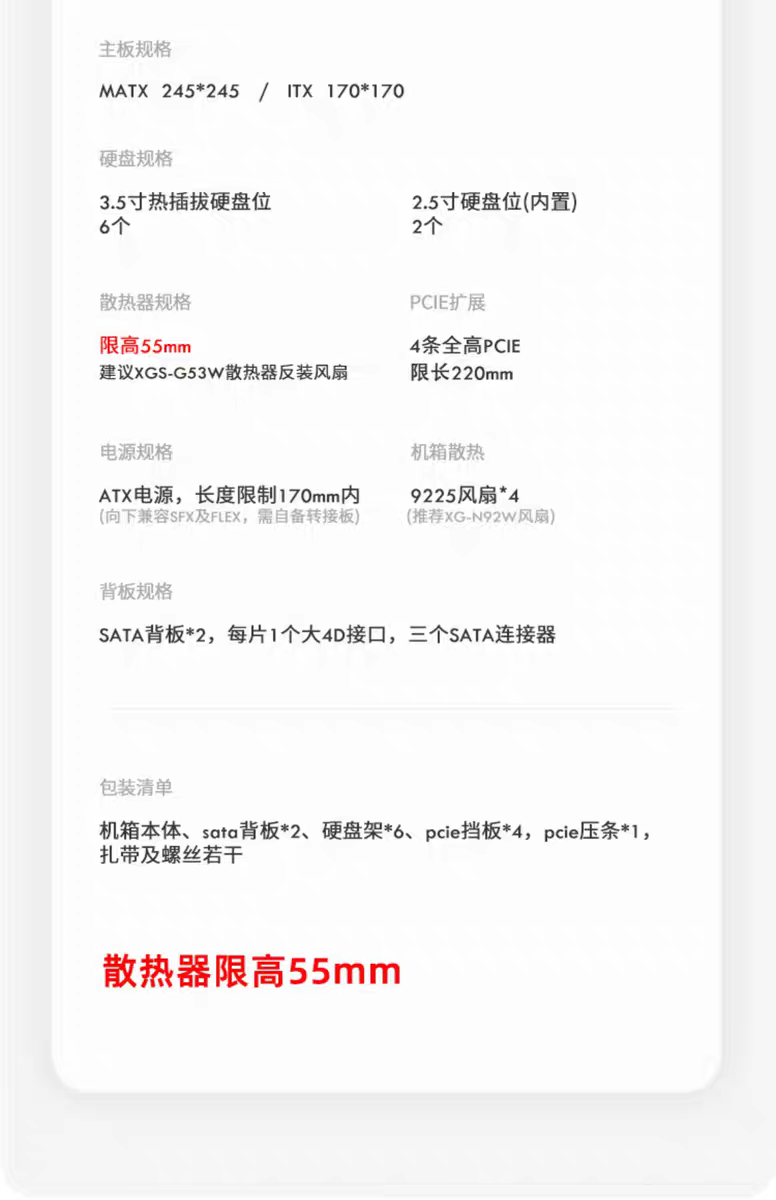 主板规格
MATX 245*245 / ITX 170*170
硬盘规格
3.5寸热插拔硬盘位
6个
2.5寸硬盘位(内置)
2个
散热器规格
限高55mm
建议XGS-G53W散热器反装风扇
PCIE扩展
4条全高PCIE
限长220mm
电源规格
ATX电源，长度限制170mm内
(向下兼容SFX及FLEX，需自备转接板)
机箱散热
9225风扇*4
(推荐XG-N92W风扇)
背板规格
SATA背板*2，每片1个大4D接口，三个SATA连接器
包装清单
机箱本体、sata背板*2、硬盘架*6、pcie挡板*4，pcie压条*1，
扎带及螺丝若干
散热器限高55mm